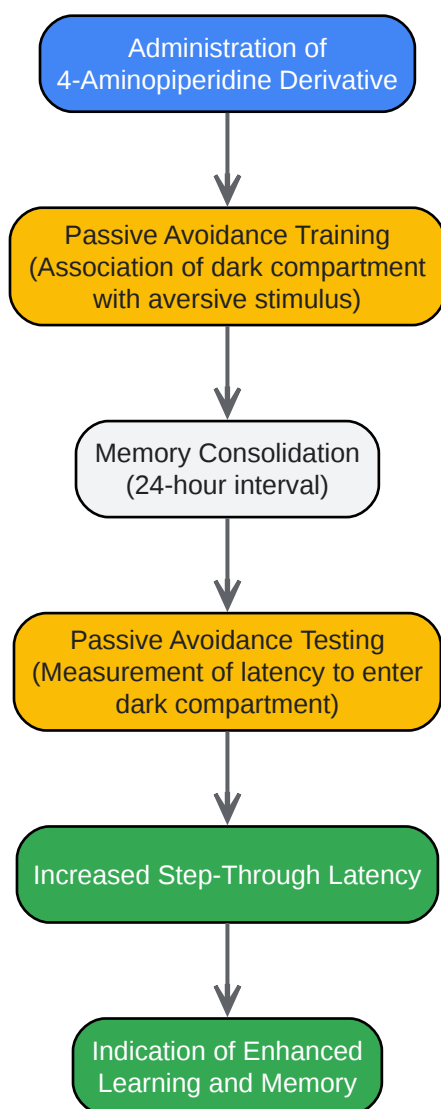 Administration of
4-Aminopiperidine Derivative
Passive Avoidance Training
(Association of dark compartment
with aversive stimulus)
Memory Consolidation
(24-hour interval)
Passive Avoidance Testing
(Measurement of latency to enter
dark compartment)
Increased Step-Through Latency
Indication of Enhanced
Learning and Memory